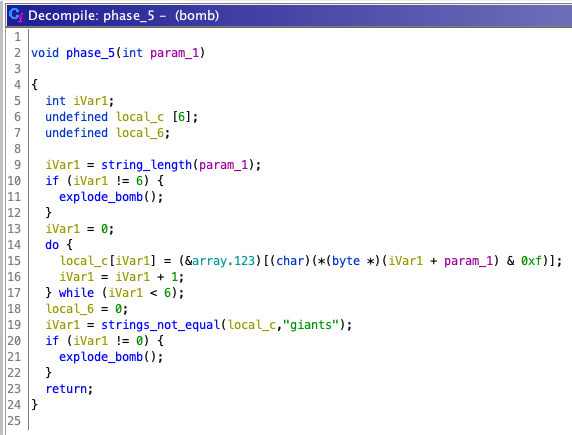 Decompile: phase_5 - (bomb)
1
2 void phase_5(int param_1)
3
4 {
5 int iVar1;
6 undefined local_c [6];
7 undefined local_6;
8
9 iVar1 = string_length(param_1);
10 if (iVar1 != 6) {
11 explode_bomb();
12 }
13 iVar1 = 0;
14 do {
15 local_c[iVar1] = (&array.123)[(char)(*(byte *)(iVar1 + param_1) & 0xf)];
16 iVar1 = iVar1 + 1;
17 } while (iVar1 < 6);
18 local_6 = 0;
19 iVar1 = strings_not_equal(local_c,"giants");
20 if (iVar1 != 0) {
21 explode_bomb();
22 }
23 return;
24 }
25